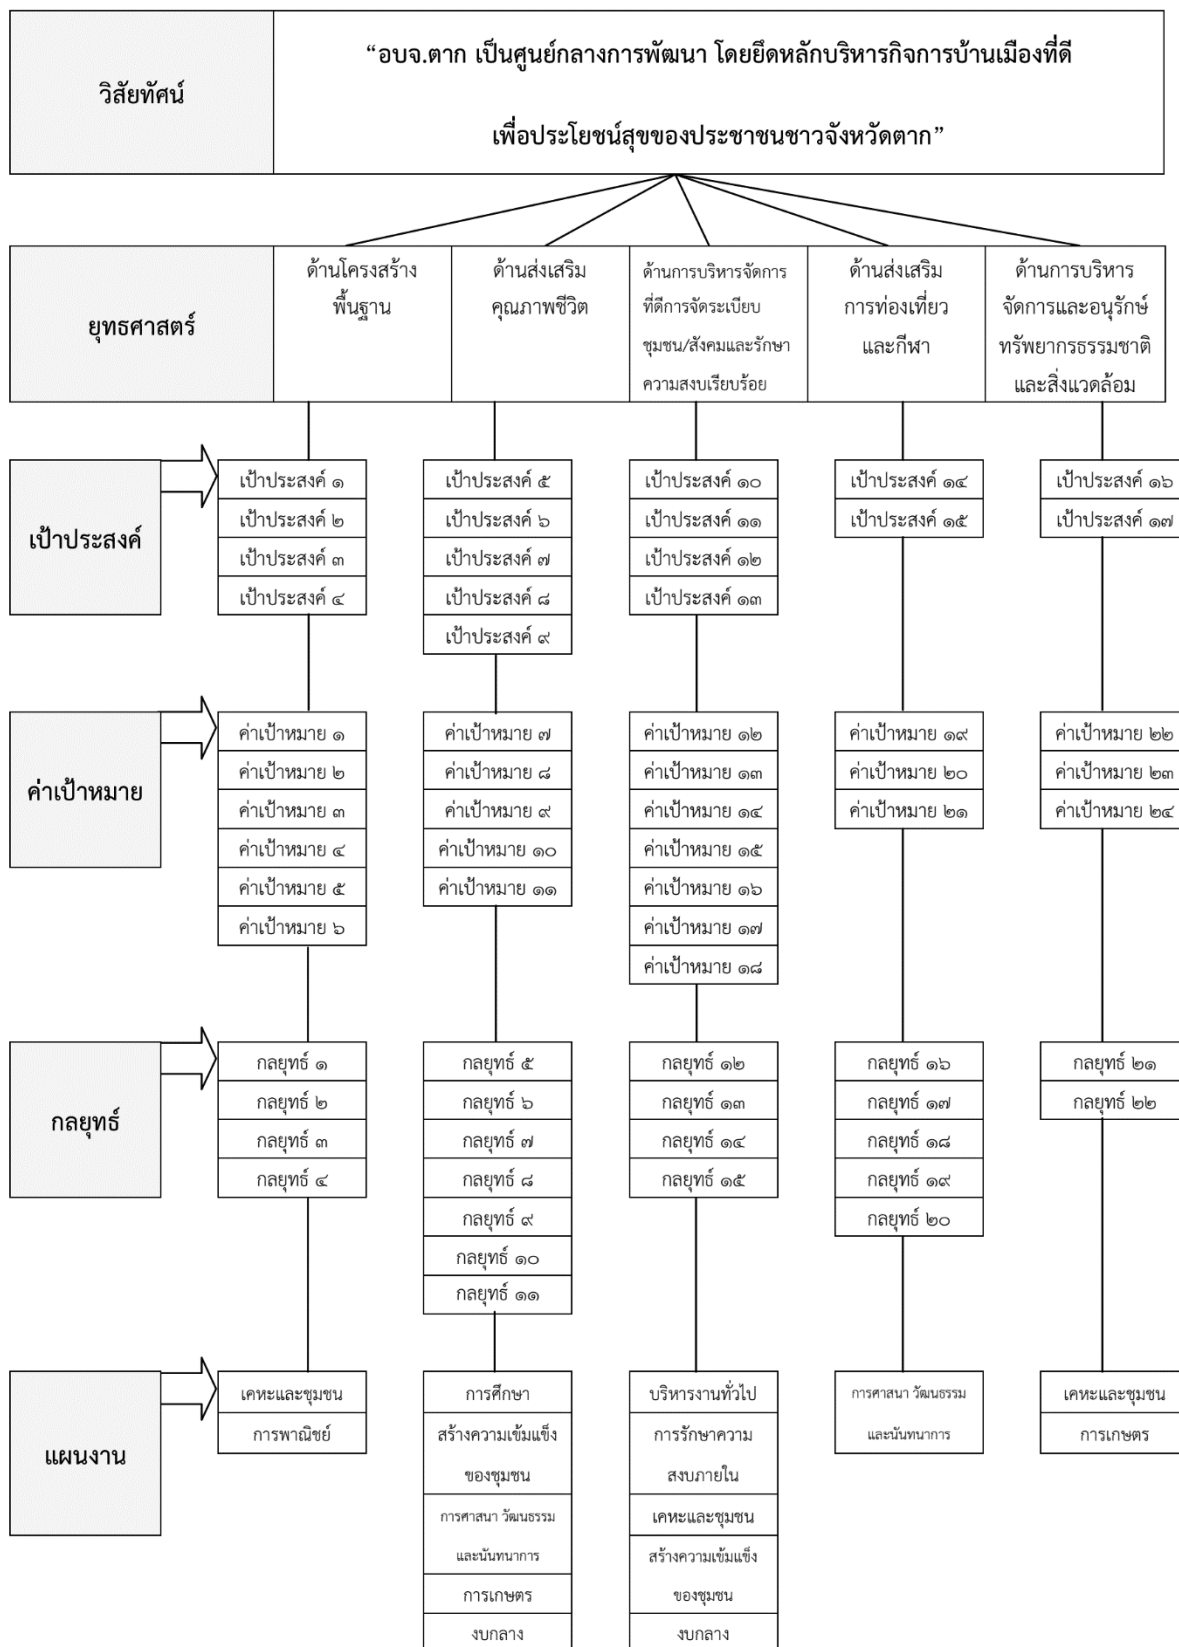 วิสัยทัศน์
“อบจ.ตาก เป็นศูนย์กลางการพัฒนา โดยยึดหลักบริหารกิจการบ้านเมืองที่ดี
เพื่อประโยชน์สุขของประชาชนชาวจังหวัดตาก”
ยุทธศาสตร์
ด้านโครงสร้าง
พื้นฐาน
ด้านส่งเสริม
คุณภาพชีวิต
ด้านการบริหารจัดการ
ที่ดีการจัดระเบียบ
ชุมชน/สังคมและรักษา
ความสงบเรียบร้อย
ด้านส่งเสริม
การท่องเที่ยว
และกีฬา
ด้านการบริหาร
จัดการและอนุรักษ์
ทรัพยากรธรรมชาติ
และสิ่งแวดล้อม
เป้าประสงค์
เป้าประสงค์ ๑
เป้าประสงค์ ๒
เป้าประสงค์ ๓
เป้าประสงค์ ๔
เป้าประสงค์ ๕
เป้าประสงค์ ๖
เป้าประสงค์ ๗
เป้าประสงค์ ๘
เป้าประสงค์ ๙
เป้าประสงค์ ๑๐
เป้าประสงค์ ๑๑
เป้าประสงค์ ๑๒
เป้าประสงค์ ๑๓
เป้าประสงค์ ๑๔
เป้าประสงค์ ๑๕
เป้าประสงค์ ๑๖
เป้าประสงค์ ๑๗
ค่าเป้าหมาย
ค่าเป้าหมาย ๑
ค่าเป้าหมาย ๒
ค่าเป้าหมาย ๓
ค่าเป้าหมาย ๔
ค่าเป้าหมาย ๕
ค่าเป้าหมาย ๖
ค่าเป้าหมาย ๗
ค่าเป้าหมาย ๘
ค่าเป้าหมาย ๙
ค่าเป้าหมาย ๑๐
ค่าเป้าหมาย ๑๑
ค่าเป้าหมาย ๑๒
ค่าเป้าหมาย ๑๓
ค่าเป้าหมาย ๑๔
ค่าเป้าหมาย ๑๕
ค่าเป้าหมาย ๑๖
ค่าเป้าหมาย ๑๗
ค่าเป้าหมาย ๑๘
ค่าเป้าหมาย ๑๙
ค่าเป้าหมาย ๒๐
ค่าเป้าหมาย ๒๑
ค่าเป้าหมาย ๒๒
ค่าเป้าหมาย ๒๓
ค่าเป้าหมาย ๒๔
กลยุทธ์
กลยุทธ์ ๑
กลยุทธ์ ๒
กลยุทธ์ ๓
กลยุทธ์ ๔
กลยุทธ์ ๕
กลยุทธ์ ๖
กลยุทธ์ ๗
กลยุทธ์ ๘
กลยุทธ์ ๙
กลยุทธ์ ๑๐
กลยุทธ์ ๑๑
กลยุทธ์ ๑๒
กลยุทธ์ ๑๓
กลยุทธ์ ๑๔
กลยุทธ์ ๑๕
กลยุทธ์ ๑๖
กลยุทธ์ ๑๗
กลยุทธ์ ๑๘
กลยุทธ์ ๑๙
กลยุทธ์ ๒๐
กลยุทธ์ ๒๑
กลยุทธ์ ๒๒
แผนงาน
เคหะและชุมชน
การพาณิชย์
การศึกษา
สร้างความเข้มแข็ง
ของชุมชน
การศาสนา วัฒนธรรม
และนันทนาการ
การเกษตร
งบกลาง
บริหารงานทั่วไป
การรักษาความ
สงบภายใน
เคหะและชุมชน
สร้างความเข้มแข็ง
ของชุมชน
งบกลาง
การศาสนา วัฒนธรรม
และนันทนาการ
เคหะและชุมชน
การเกษตร